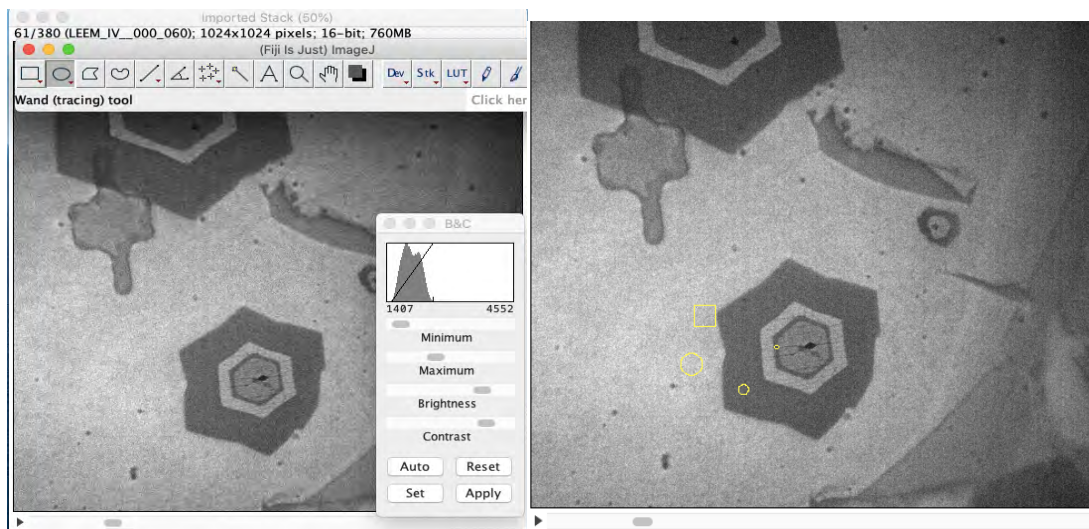 Imported Stack (50%)
61/380 (LEEM_IV__000_060); 1024x1024 pixels; 16-bit; 760MB
(Fiji Is Just) ImageJ
Dev Stk LUT
Wand (tracing) tool
Click her
B&C
1407 4552
Minimum
Maximum
Brightness
Contrast
Auto Reset
Set Apply